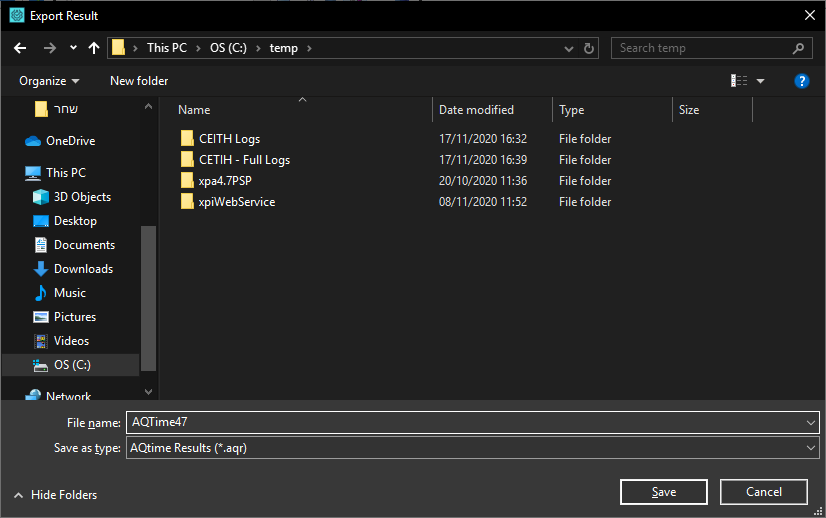 Export Result
This PC OS (C:) temp Search temp
Organize New folder
Name Date modified Type Size
שחר
OneDrive
This PC
3D Objects
Desktop
Documents
Downloads
Music
Pictures
Videos
OS (C:)
Network
CEITH Logs 17/11/2020 16:32 File folder
CETIH - Full Logs 17/11/2020 16:39 File folder
xpa4.7PSP 20/10/2020 11:36 File folder
xpiWebService 08/11/2020 11:52 File folder
File name: AQTime47
Save as type: AQtime Results (*.aqr)
Hide Folders Save Cancel